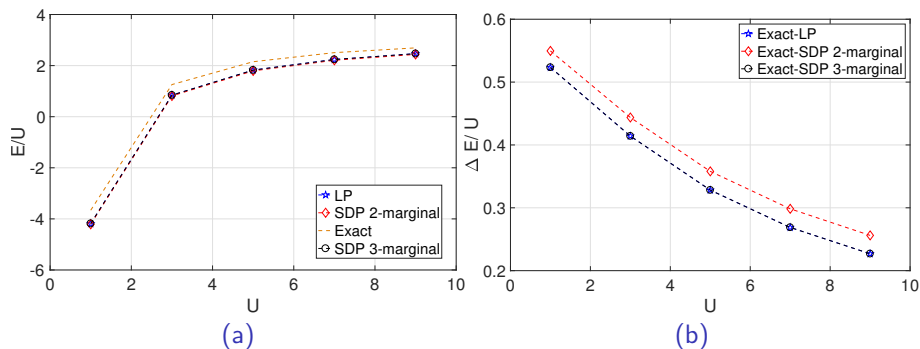 4
2
0
-2
-4
-6
E/U
0
2
4
6
8
10
U
LP
SDP 2-marginal
Exact
SDP 3-marginal
(a)
0.6
0.5
0.4
0.3
0.2
Δ E/ U
0
2
4
6
8
10
U
Exact-LP
Exact-SDP 2-marginal
Exact-SDP 3-marginal
(b)